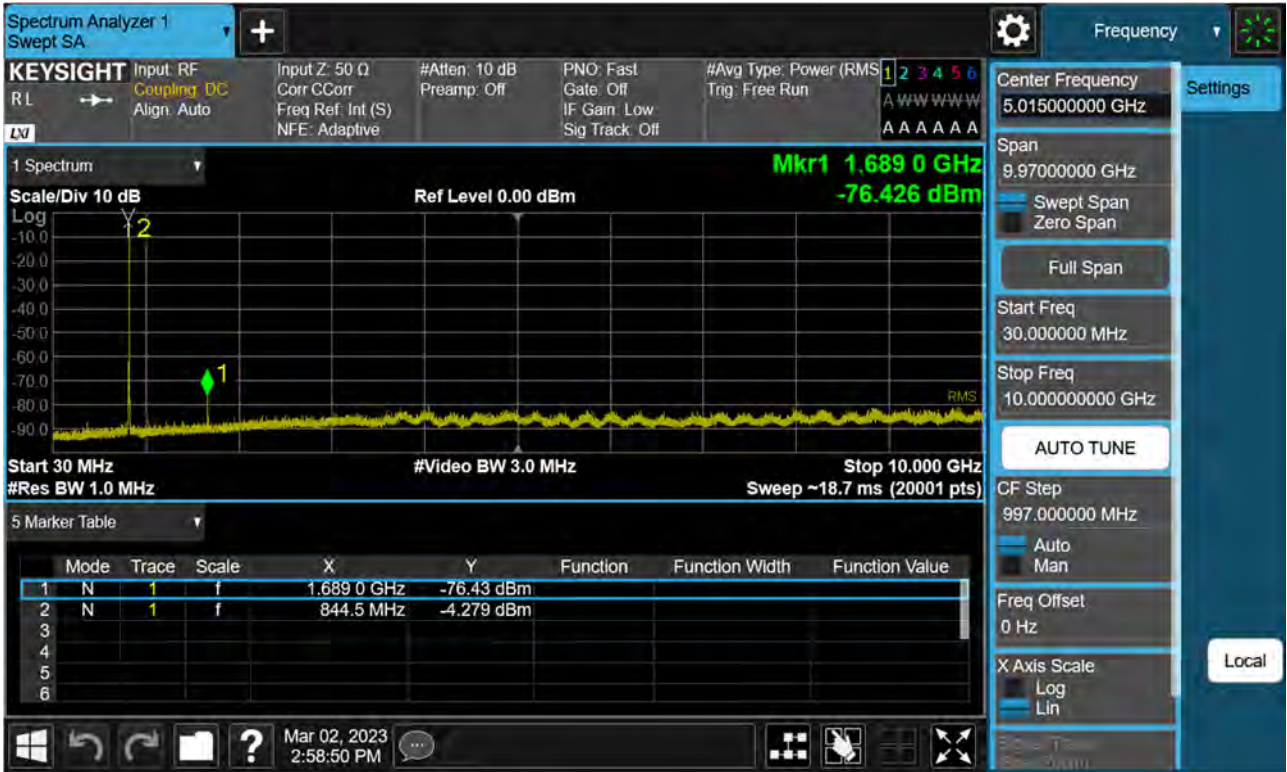 Spectrum Analyzer 1
Swept SA
+
Frequency
KEYSIGHT
RL
LXI
Input: RF
Coupling: DC
Align: Auto
Input Z: 50 Ω
Corr CCorr
Freq Ref: Int (S)
NFE: Adaptive
#Atten: 10 dB
Preamp: Off
PNO: Fast
Gate: Off
IF Gain: Low
Sig Track: Off
#Avg Type: Power (RMS
Trig: Free Run
1 2 3 4 5 6
A W W W W W
A A A A A A
1 Spectrum
Mkr1 1.689 0 GHz
-76.426 dBm
Scale/Div 10 dB
Ref Level 0.00 dBm
Log
-10.0
-20.0
-30.0
-40.0
-50.0
-60.0
-70.0
-80.0
-90.0
2
1
RMS
Start 30 MHz
#Video BW 3.0 MHz
Stop 10.000 GHz
#Res BW 1.0 MHz
Sweep ~18.7 ms (20001 pts)
5 Marker Table
Mode Trace Scale X Y Function Function Width Function Value
1 N 1 f 1.689 0 GHz -76.43 dBm
2 N 1 f 844.5 MHz -4.279 dBm
3
4
5
6
?
Mar 02, 2023
2:58:50 PM
Center Frequency
5.015000000 GHz
Span
9.97000000 GHz
Swept Span
Zero Span
Full Span
Start Freq
30.000000 MHz
Stop Freq
10.000000000 GHz
AUTO TUNE
CF Step
997.000000 MHz
Auto
Man
Freq Offset
0 Hz
X Axis Scale
Log
Lin
Settings
Local